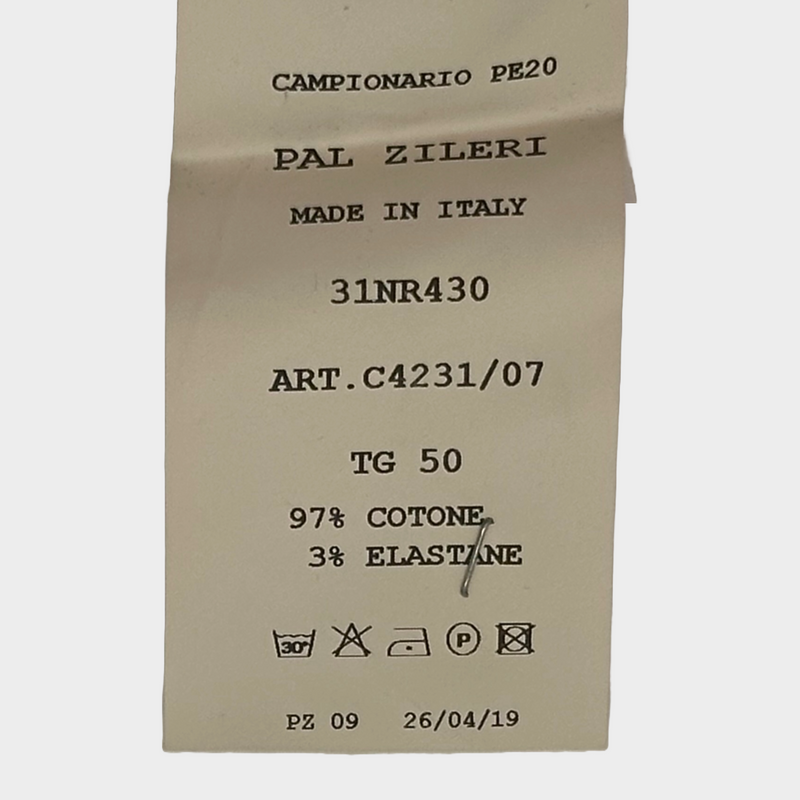 CAMPIONARIO PE20
PAL ZILERI
MADE IN ITALY
31NR430
ART.C4231/07
TG 50
97% COTONE
3% ELASTANE
30°
P
PZ 09 26/04/19